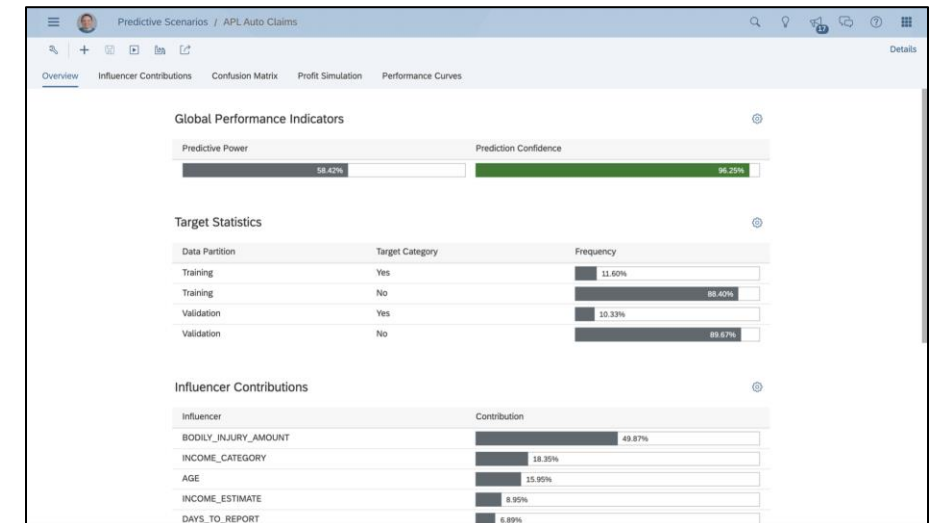 Predictive Scenarios / APL Auto Claims
Details
Overview Influencer Contributions Confusion Matrix Profit Simulation Performance Curves
Global Performance Indicators
Predictive Power Prediction Confidence
58.42% 96.25%
Target Statistics
Data Partition Target Category Frequency
Training Yes 11.60%
Training No 88.40%
Validation Yes 10.33%
Validation No 89.67%
Influencer Contributions
Influencer Contribution
BODILY_INJURY_AMOUNT 49.87%
INCOME_CATEGORY 18.35%
AGE 15.95%
INCOME_ESTIMATE 8.95%
DAYS_TO_REPORT 6.89%